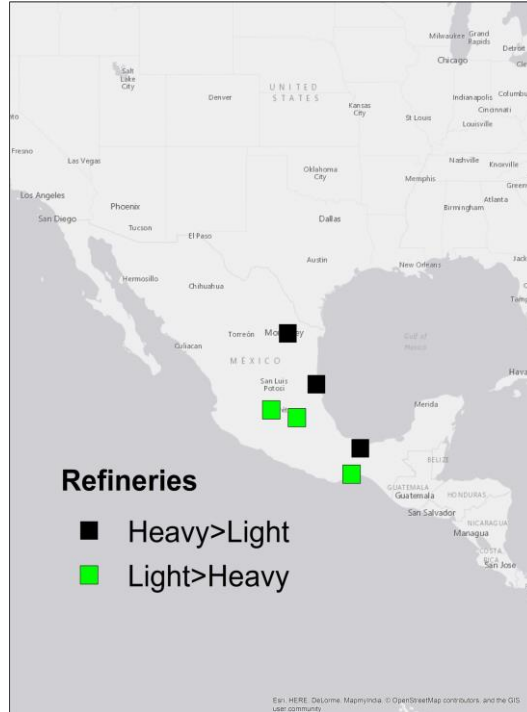 Milwaukee Grand
Rapids
Detroit
Chicago
Salt
Lake
City
UNITED
STATES
Denver
Kansas
City
Indianapolis
Columbu
Cincinnati
St Louis
Louisville
Fresno
Las Vegas
Nashville
Knoxville
Oklahoma
City
Memphis
Los Angeles
Phoenix
Atlanta
Birmingham
San Diego
Tucson
Dallas
El Paso
Austin
New Orleans
Hermosillo
Chihuahua
Gulf of
Mexico
Torreón
Culiacan
MÉXICO
San Luis
Potosi
Merida
BELIZE
Refineries
GUATEMALA
Guatemala
HONDURAS
San Salvador
Heavy>Light
NICARAGUA
Managua
COSTA
RICA
San Jose
Light>Heavy
Esri, HERE, DeLorme, MapmyIndia, © OpenStreetMap contributors, and the GIS
user community